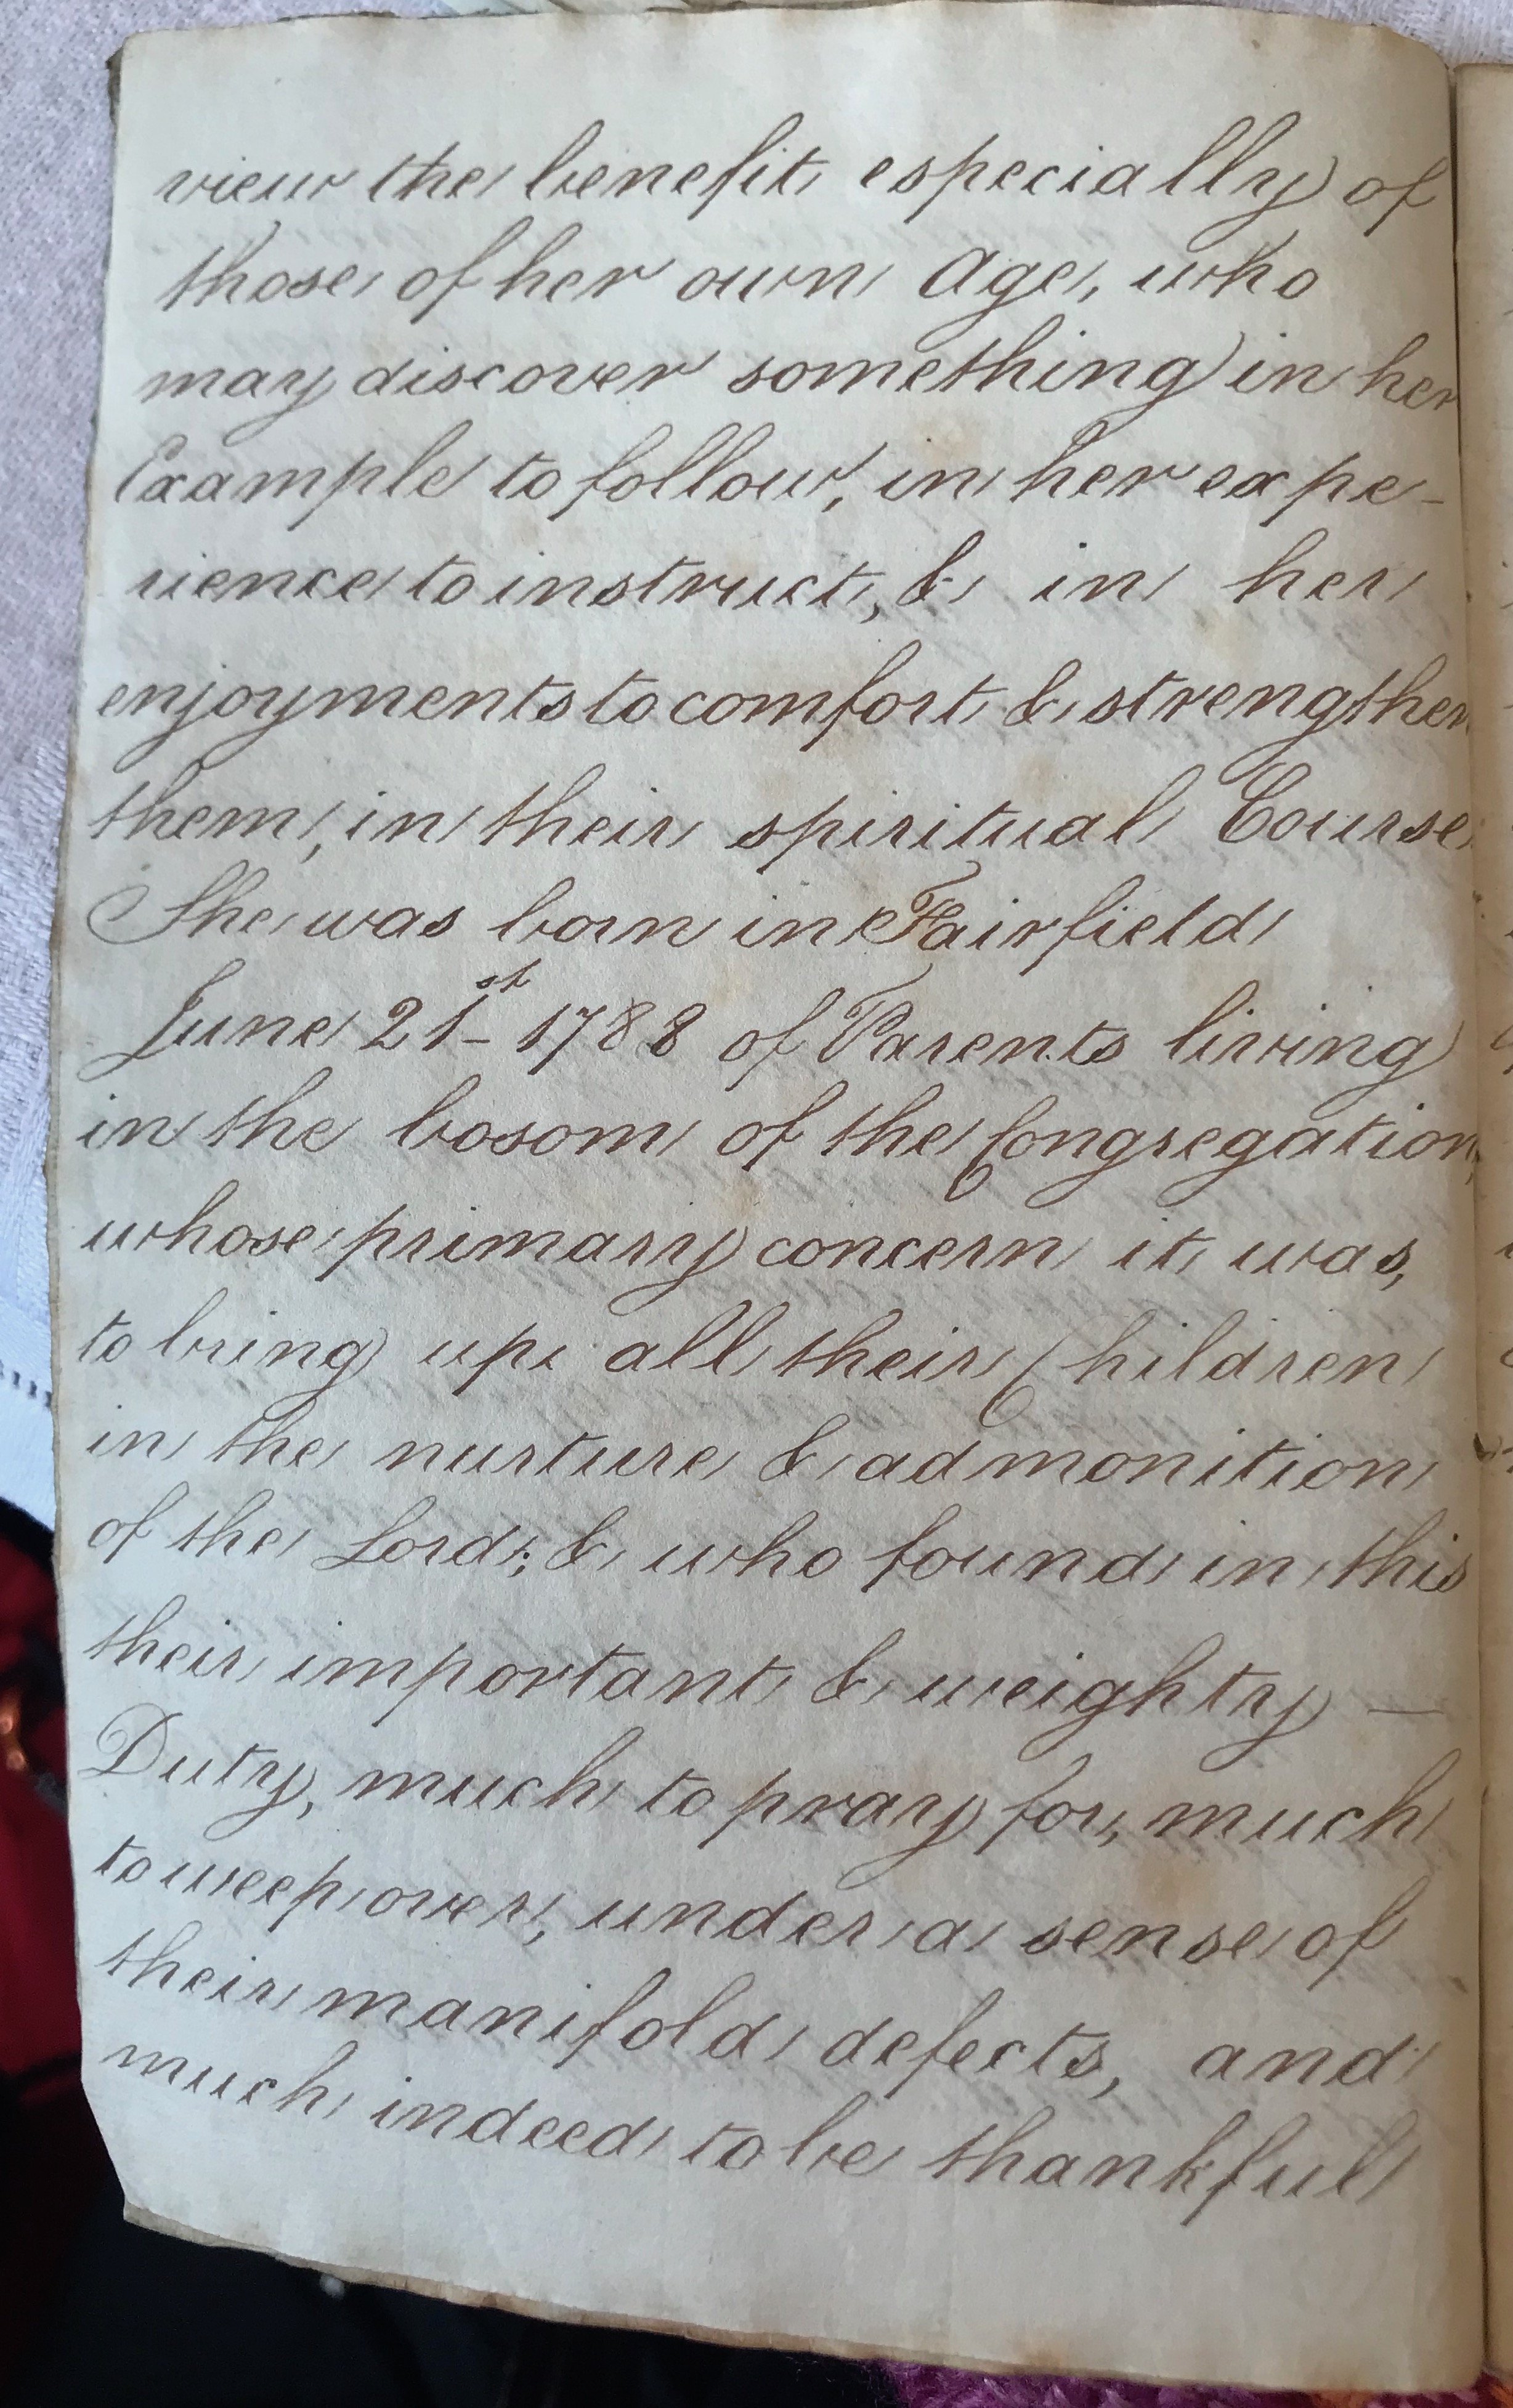 view the benefit especially of
those of her own Age, who
may discover something in her
Example to follow, in her expe-
rience to instruct, & in her
enjoyments to comfort & strengthen
them, in their spiritual Course
She was born in Fairfield
June 21st 1788 of Parents living
in the bosom of the Congregation,
whose primary concern it was,
to bring up all their Children
in the nurture & admonition
of the Lord; & who found in this
their important & weighty —
Duty, much to pray for, much
to weep over, under a sense of
their manifold defects, and
much indeed to be thankful